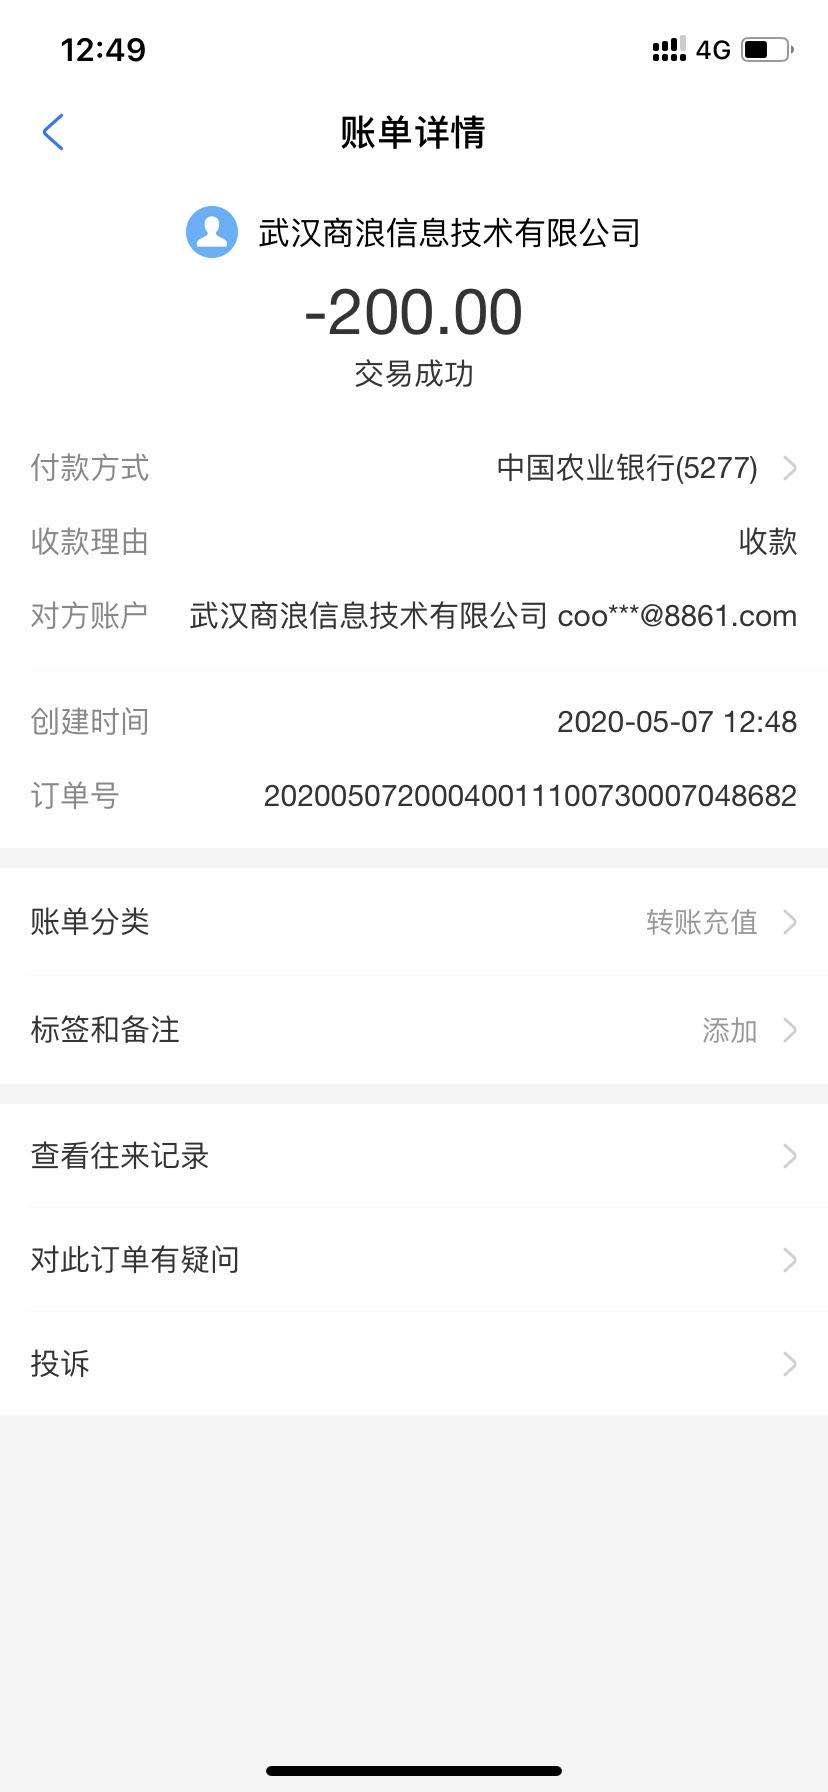 12:49
4G
账单详情
武汉商浪信息技术有限公司
-200.00
交易成功
付款方式 中国农业银行(5277)
收款理由 收款
对方账户 武汉商浪信息技术有限公司 coo***@8861.com
创建时间 2020-05-07 12:48
订单号 20200507200040011100730007048682
账单分类 转账充值
标签和备注 添加
查看往来记录
对此订单有疑问
投诉